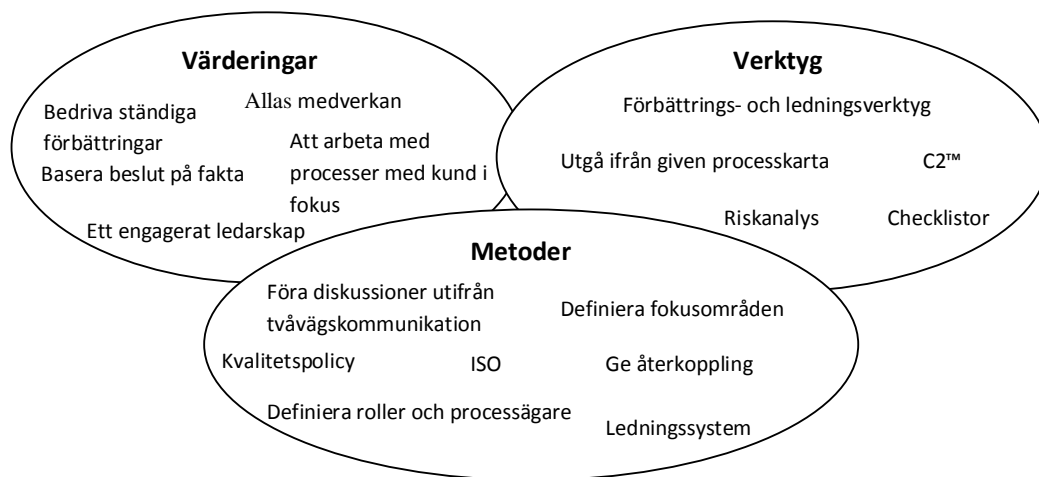 Värderingar
Bedriva ständiga
förbättringar
Allas medverkan
Basera beslut på fakta
Att arbeta med
processer med kund i
fokus
Ett engagerat ledarskap
Verktyg
Förbättrings- och ledningsverktyg
Utgå ifrån given processkarta
C2™
Riskanalys
Checklistor
Metoder
Föra diskussioner utifrån
tvåvägskommunikation
Definiera fokusområden
Kvalitetspolicy
ISO
Ge återkoppling
Definiera roller och processägare
Ledningssystem